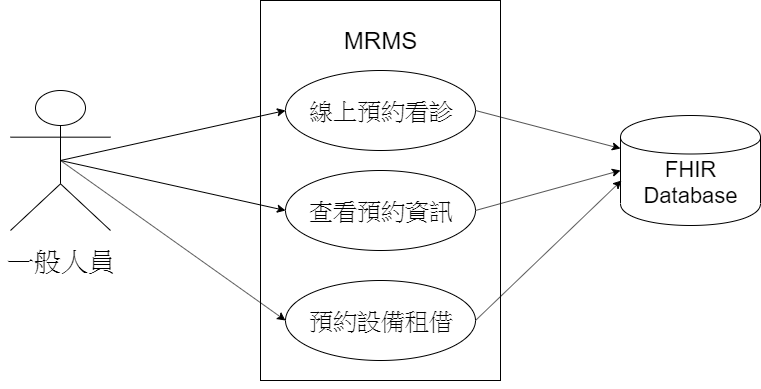 MRMS
線上預約看診
查看預約資訊
預約設備租借
一般人員
FHIR
Database